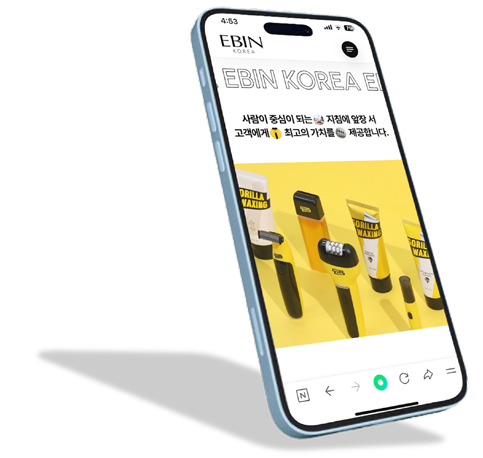 4:53
EBIN
KOREA
EBIN KOREA E
사람이 중심이 되는 지침에 앞장 서
고객에게 최고의 가치를 제공합니다.
GORILLA
WAXING
GORILLA
WAXING
GORILLA
WAXING
N